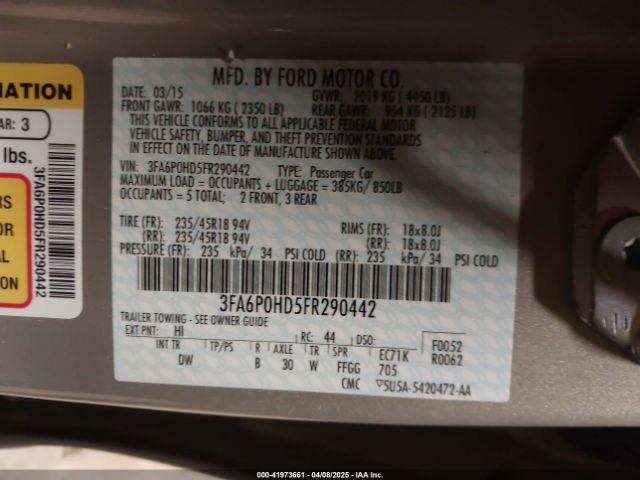 MFD. BY FORD MOTOR CO.
DATE: 03/15 GVWR: 2019 KG ( 4450 LB)
FRONT GAWR: 1066 KG ( 2350 LB) REAR GAWR: 964 KG ( 2125 LB)
THIS VEHICLE CONFORMS TO ALL APPLICABLE FEDERAL MOTOR
VEHICLE SAFETY, BUMPER, AND THEFT PREVENTION STANDARDS
IN EFFECT ON THE DATE OF MANUFACTURE SHOWN ABOVE.
VIN: 3FA6P0HD5FR290442 TYPE: Passenger Car
MAXIMUM LOAD = OCCUPANTS + LUGGAGE = 385KG/850LB
OCCUPANTS = 5 TOTAL: 2 FRONT, 3 REAR
TIRE (FR): 235/45R18 94V RIMS (FR): 18x8.0J
(RR): 235/45R18 94V (RR): 18x8.0J
PRESSURE (FR): 235 kPa/ 34 PSI COLD (RR): 235 kPa/ 34 PSI COLD
3FA6P0HD5FR290442
TRAILER TOWING - SEE OWNER GUIDE
EXT PNT: HI RC: 44 DSO: F0052
INT TR TP/PS R AXLE TR SPR EC71K R0062
DW B 30 W FFGG 705
CMC 5U5A-5420472-AA
MATION
AR: 3
lbs.
RS
OR
AL
ION
3FA6P0HD5FR290442
000-41973661 - 04/08/2025 - IAA Inc.